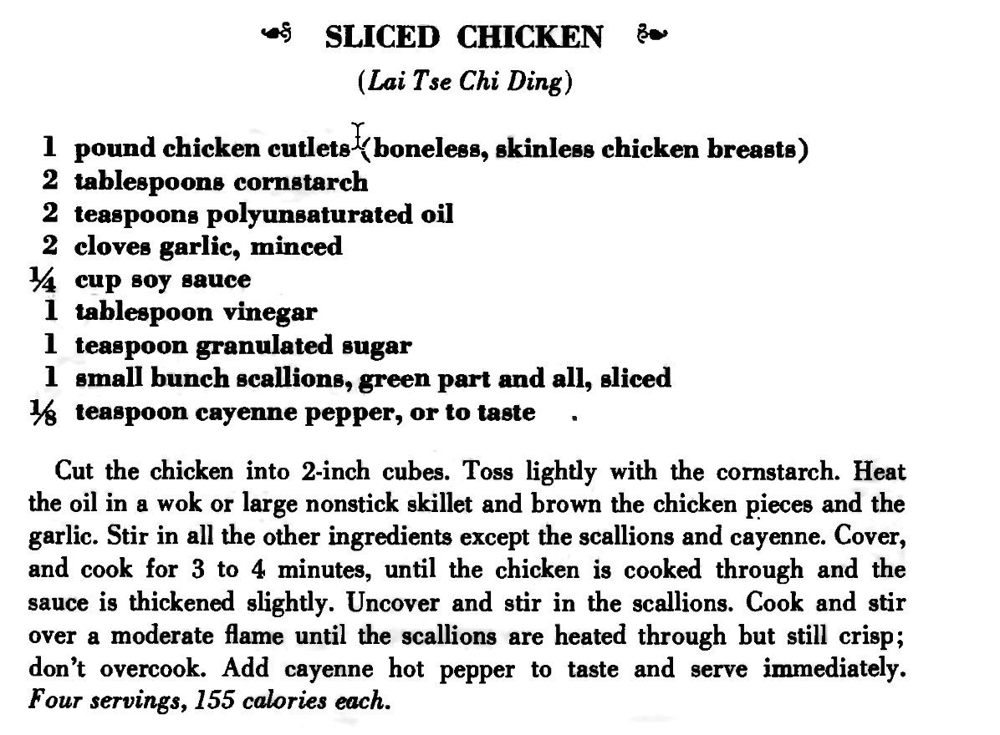 SLICED CHICKEN
(Lai Tse Chi Ding)
1 pound chicken cutlets (boneless, skinless chicken breasts)
2 tablespoons cornstarch
2 teaspoons polyunsaturated oil
2 cloves garlic, minced
¼ cup soy sauce
1 tablespoon vinegar
1 teaspoon granulated sugar
1 small bunch scallions, green part and all, sliced
⅛ teaspoon cayenne pepper, or to taste
Cut the chicken into 2-inch cubes. Toss lightly with the cornstarch. Heat
the oil in a wok or large nonstick skillet and brown the chicken pieces and the
garlic. Stir in all the other ingredients except the scallions and cayenne. Cover,
and cook for 3 to 4 minutes, until the chicken is cooked through and the
sauce is thickened slightly. Uncover and stir in the scallions. Cook and stir
over a moderate flame until the scallions are heated through but still crisp;
don't overcook. Add cayenne hot pepper to taste and serve immediately.
Four servings, 155 calories each.